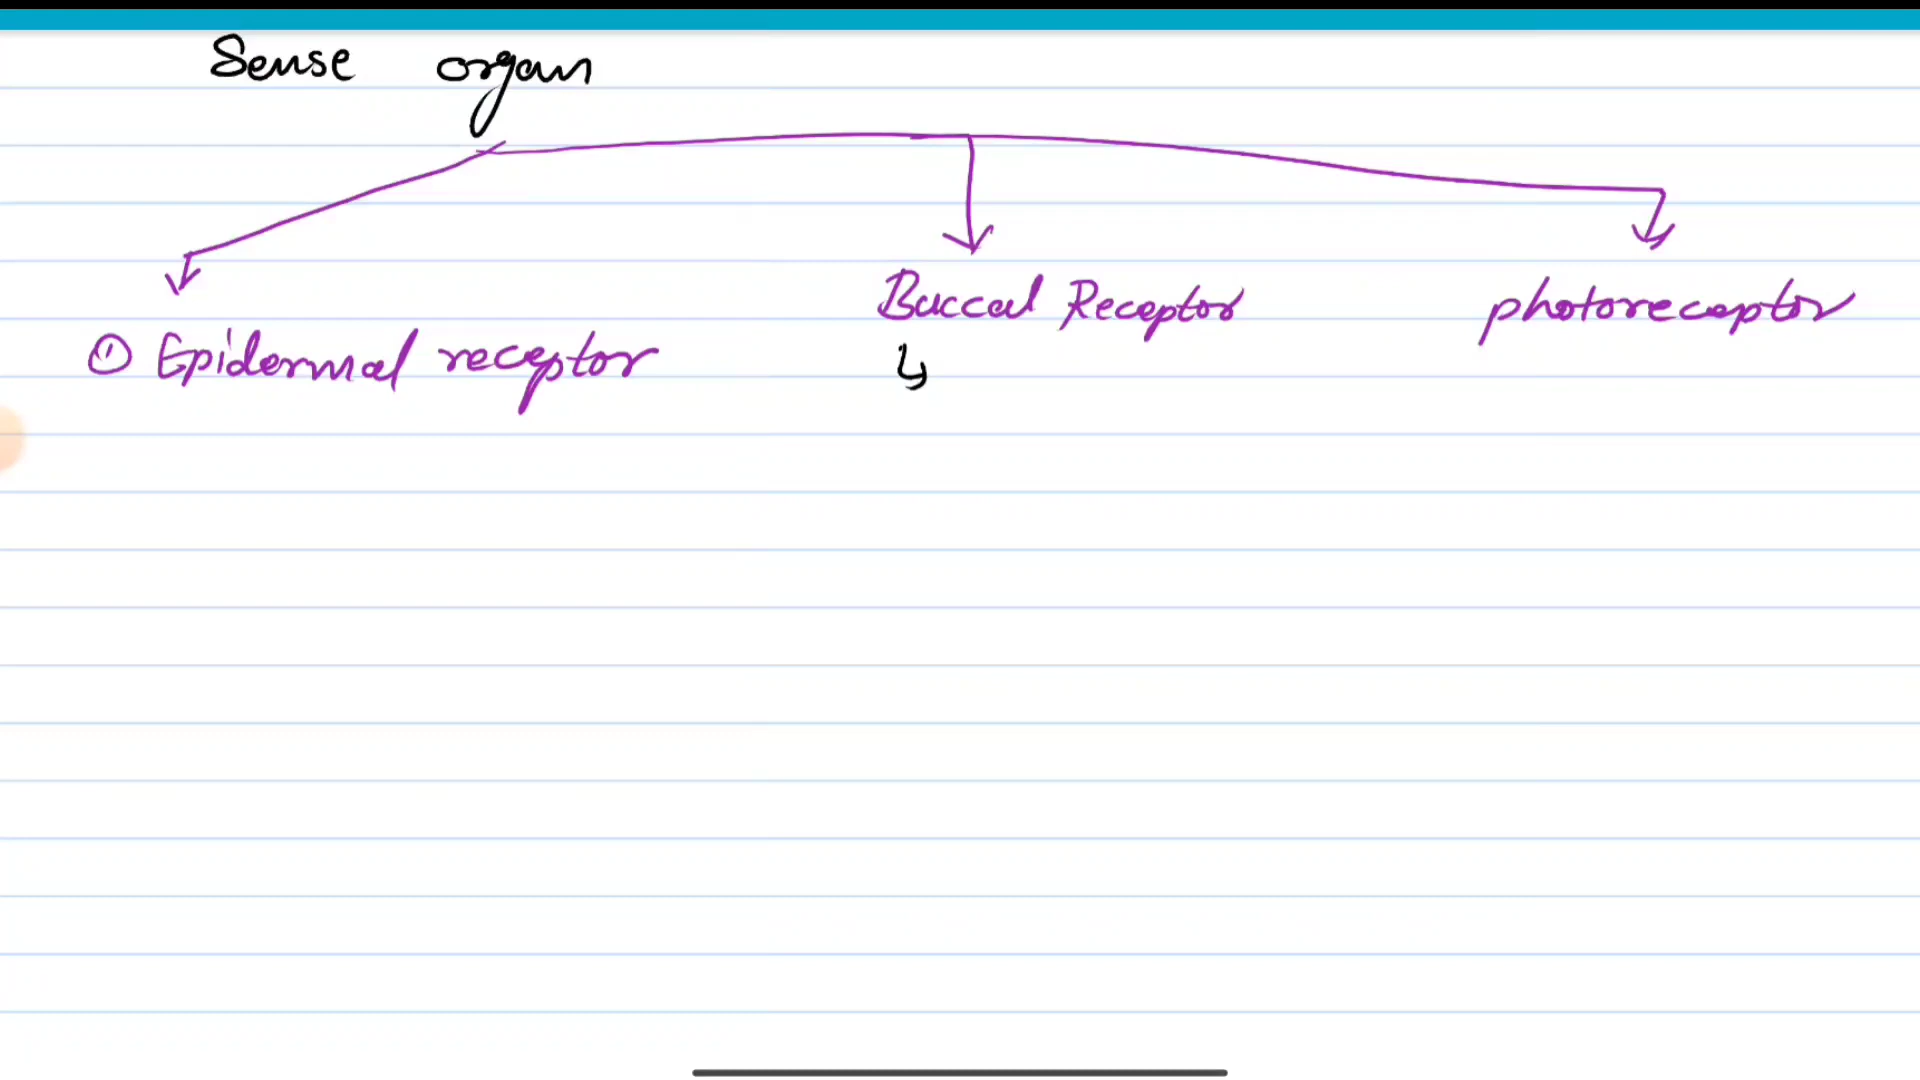 Sense organ
Buccal Receptor
photoreceptor
① Epidermal receptor
↳